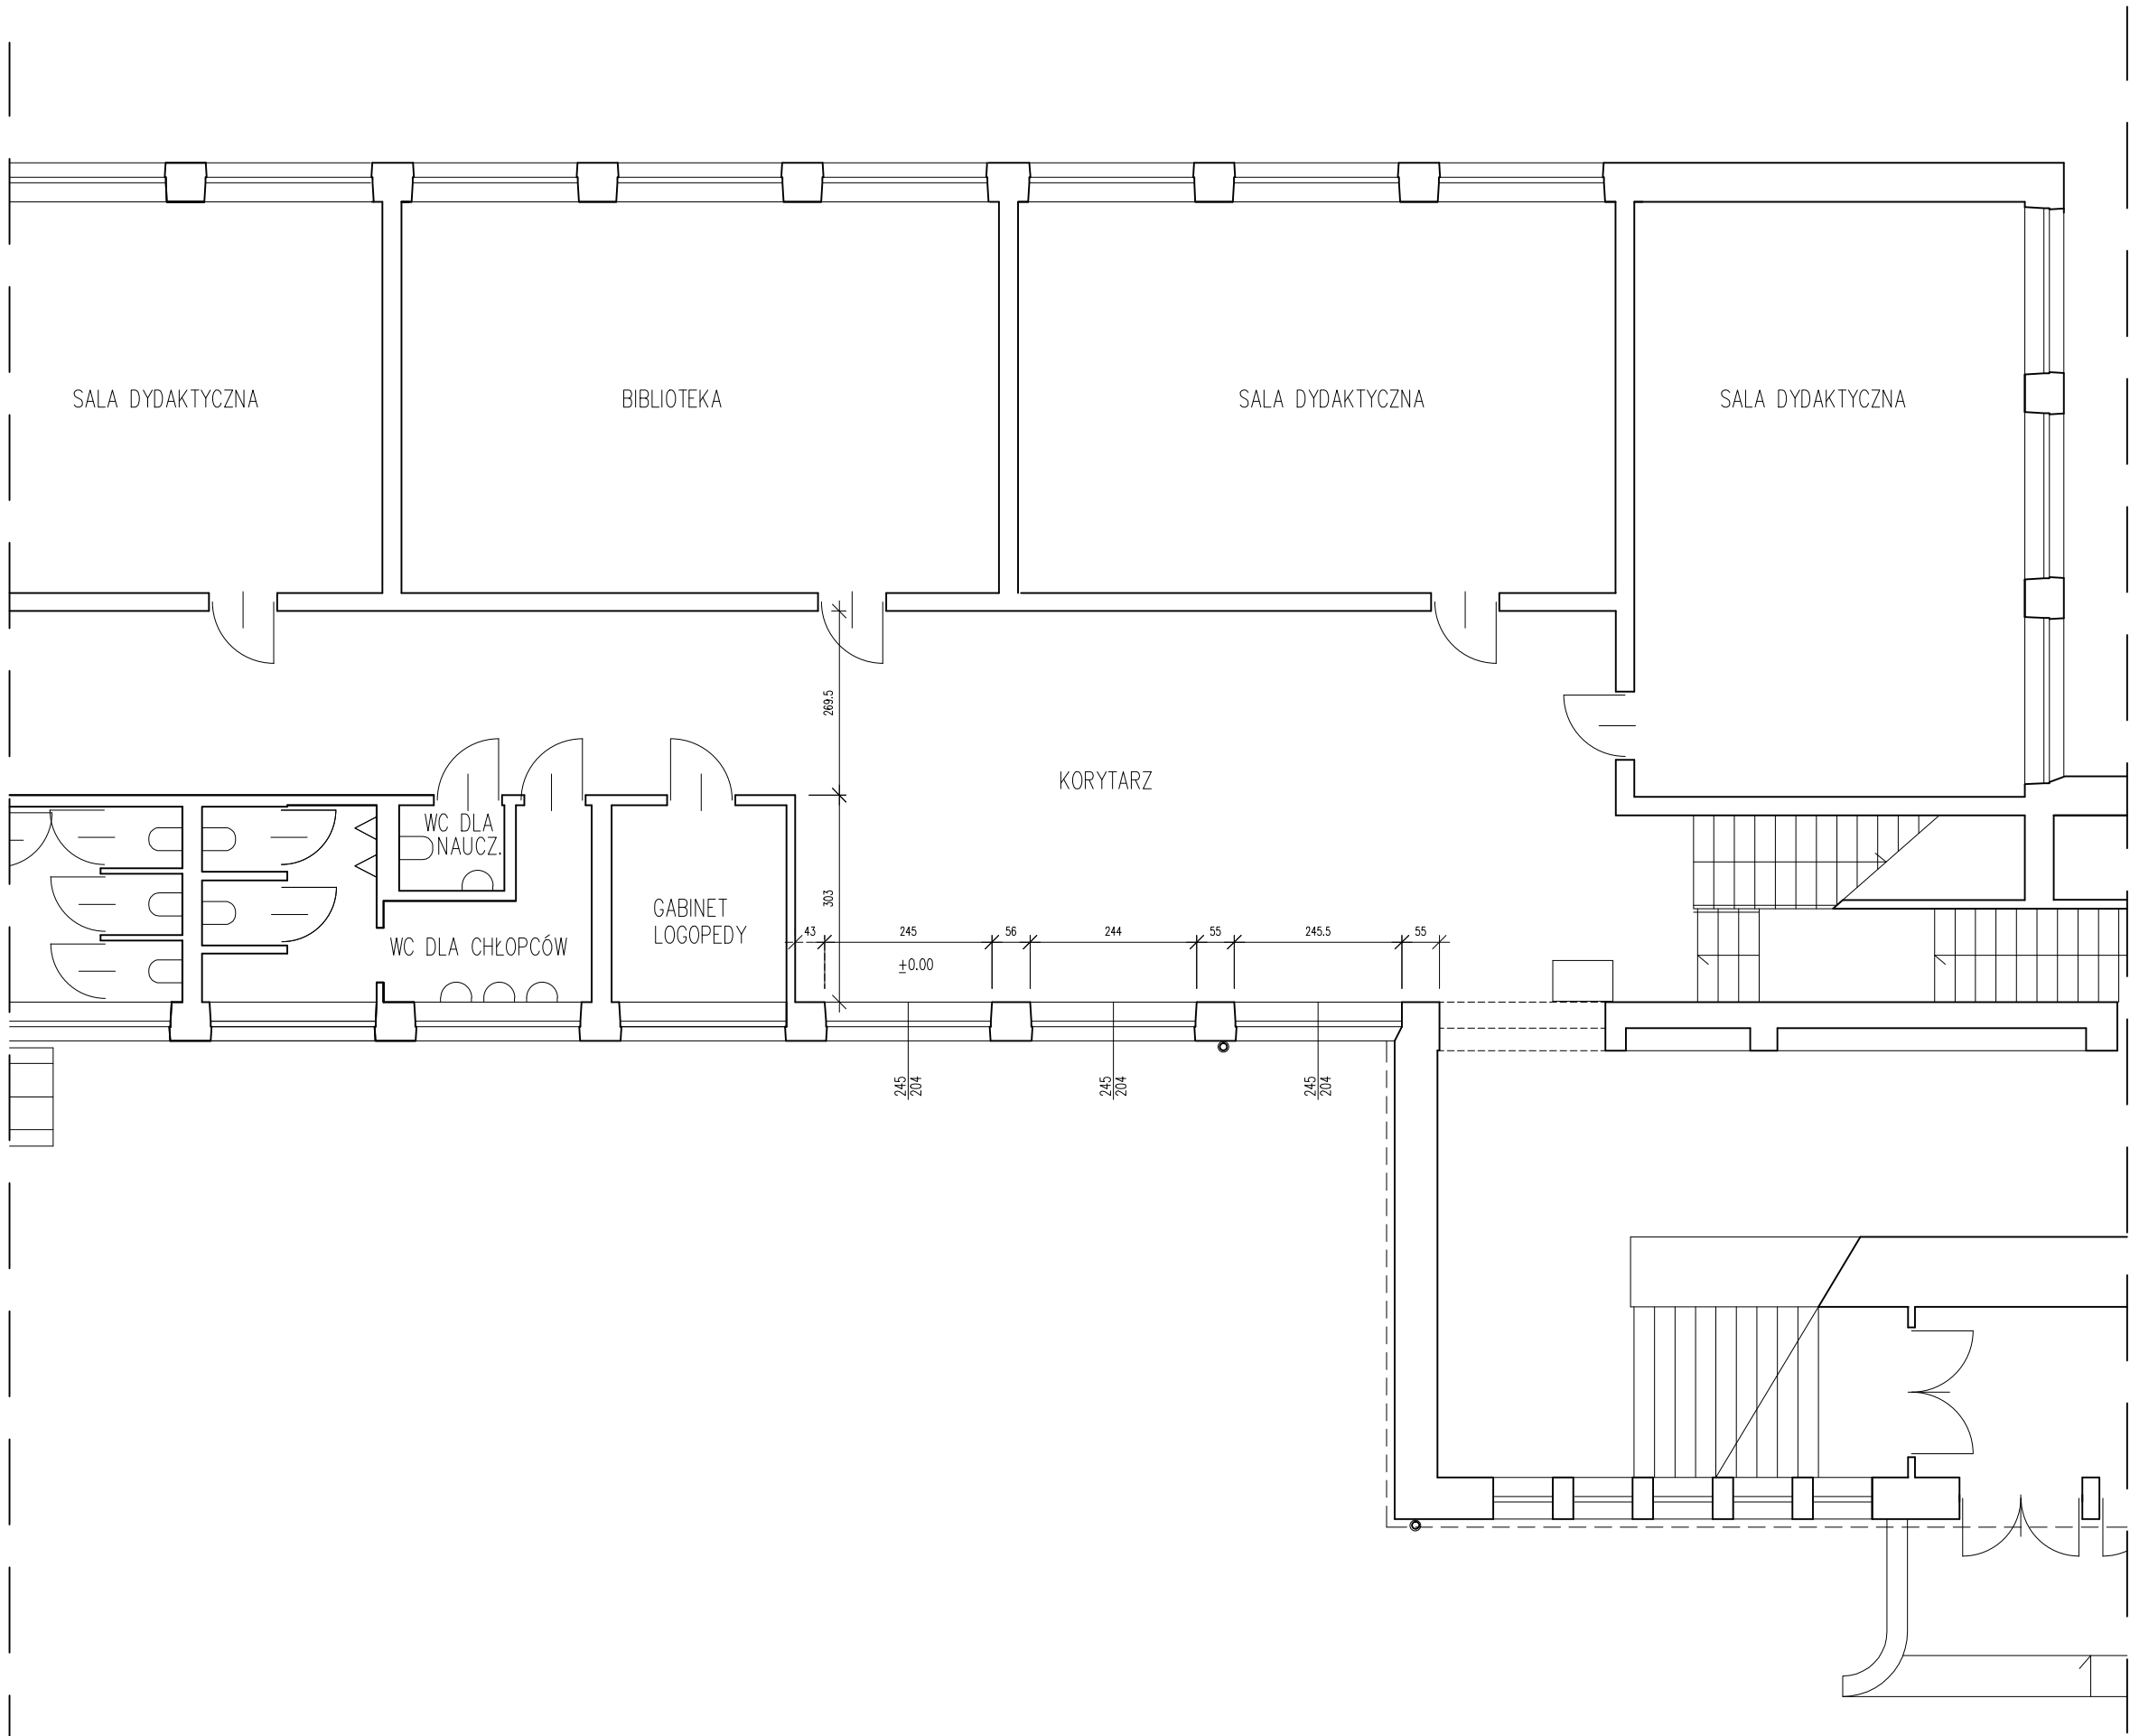 SALA DYDAKTYCZNA
BIBLIOTEKA
SALA DYDAKTYCZNA
SALA DYDAKTYCZNA
269.5
KORYTARZ
WC DLA
NAUCZ.
303
GABINET
LOGOPEDY
WC DLA CHŁOPCÓW
43
245
56
244
55
245.5
55
±0.00
245
204
245
204
245
204